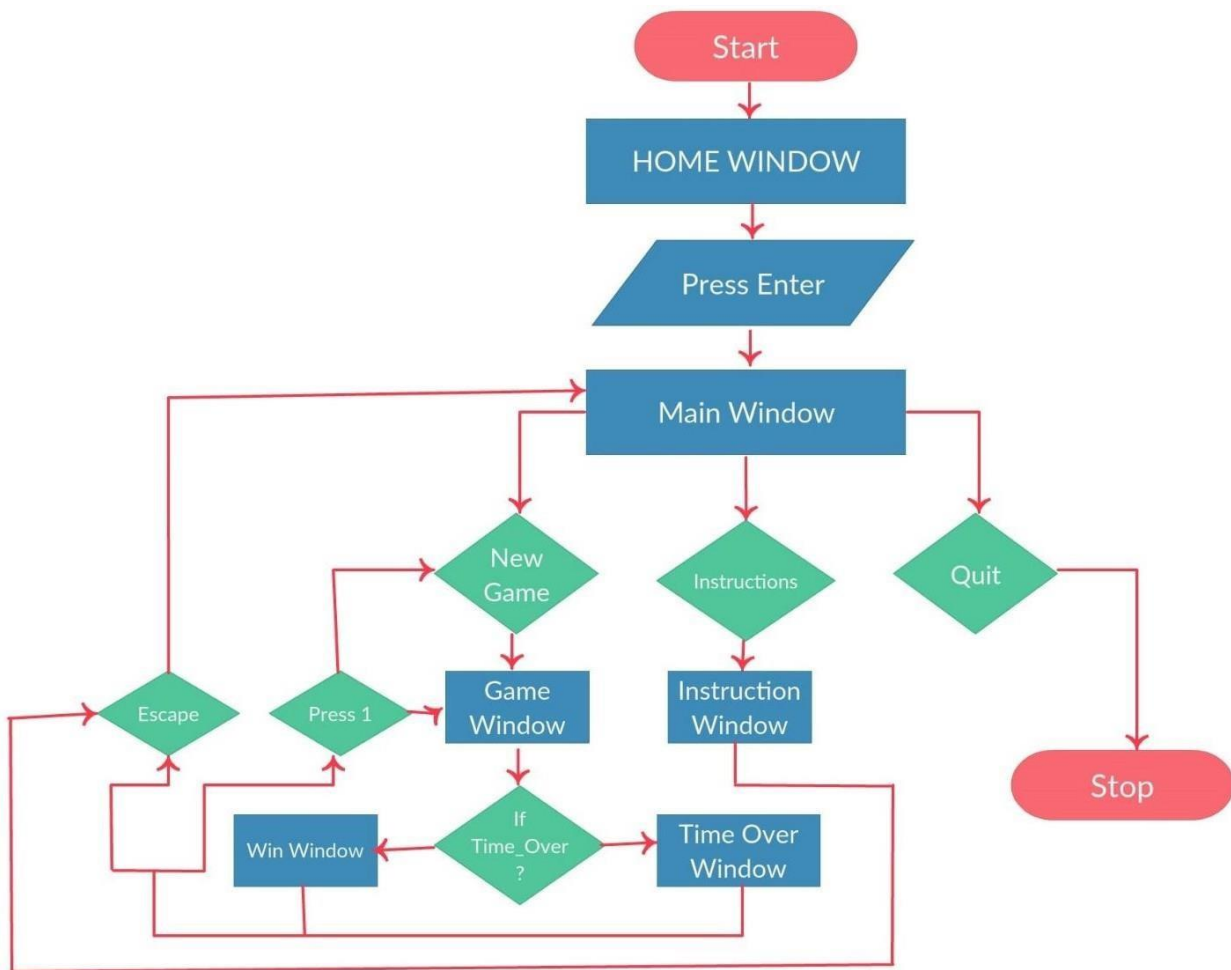 Start
HOME WINDOW
Press Enter
Main Window
New
Game
Instructions
Quit
Escape
Press 1
Game
Window
Instruction
Window
Stop
Win Window
If
Time_Over
?
Time Over
Window